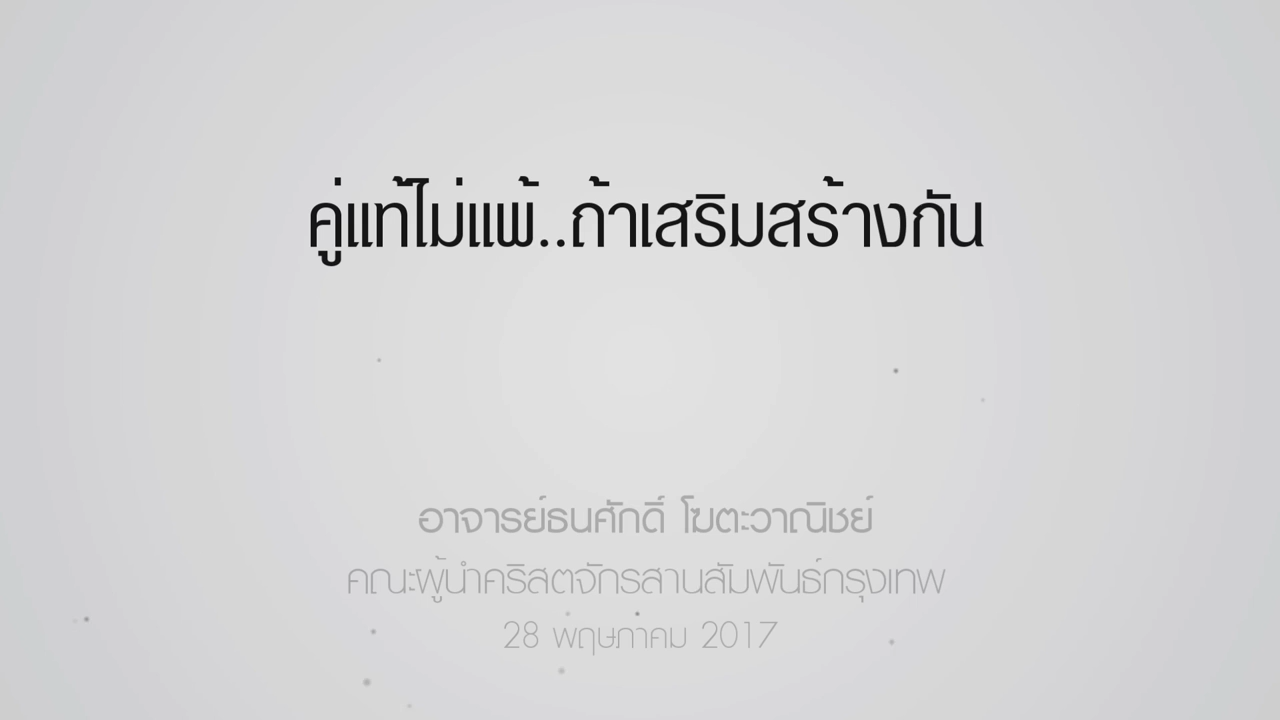 คู่แท้ไม่แพ้..ถ้าเสริมสร้างกัน
อาจารย์ธนศักดิ์ โฆตะวาณิชย์
คณะผู้นำคริสตจักรสานสัมพันธ์กรุงเทพ
28 พฤษภาคม 2017